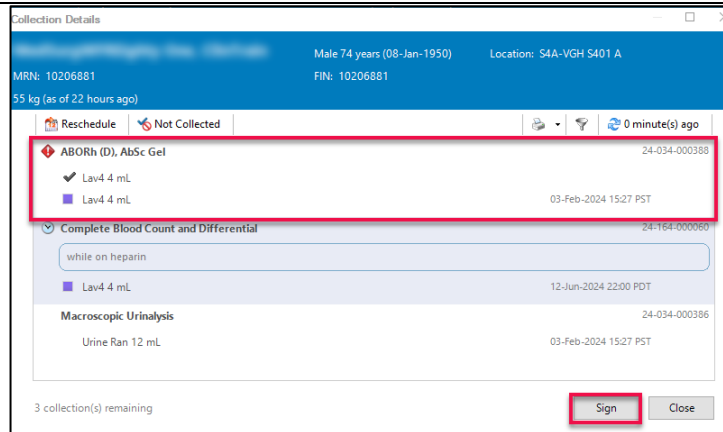 Collection Details
Male 74 years (08-Jan-1950) Location: S4A-VGH S401 A
MRN: 10206881 FIN: 10206881
55 kg (as of 22 hours ago)
Reschedule Not Collected 0 minute(s) ago
ABORh (D), AbSc Gel 24-034-000388
Lav4 4 mL
Lav4 4 mL 03-Feb-2024 15:27 PST
Complete Blood Count and Differential 24-164-000060
while on heparin
Lav4 4 mL 12-Jun-2024 22:00 PDT
Macroscopic Urinalysis 24-034-000386
Urine Ran 12 mL 03-Feb-2024 15:27 PST
3 collection(s) remaining Sign Close